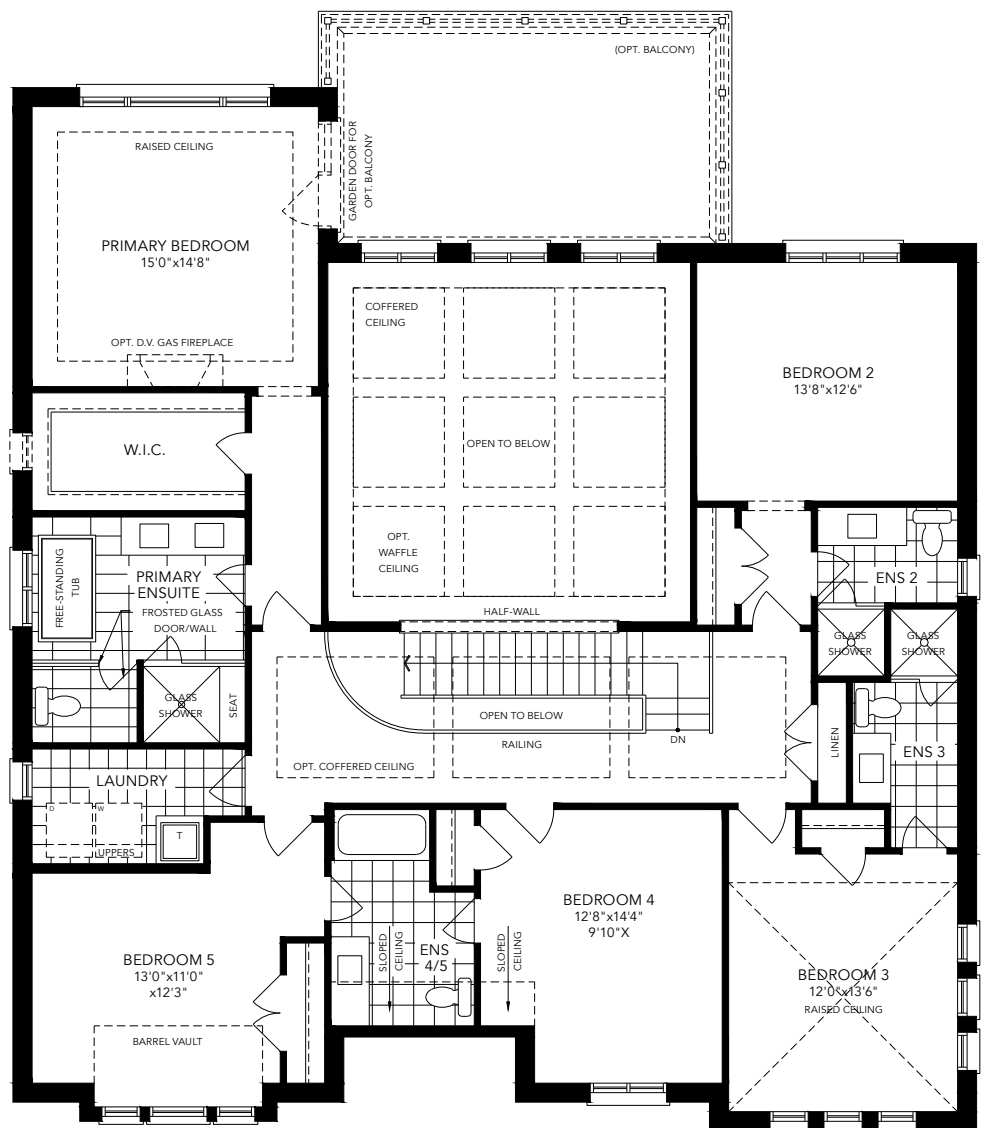 (OPT. BALCONY)
GARDEN DOOR FOR
OPT. BALCONY
RAISED CEILING
PRIMARY BEDROOM
15'0"x14'8"
OPT. D.V. GAS FIREPLACE
COFFERED
CEILING
OPEN TO BELOW
OPT.
WAFFLE
CEILING
HALF-WALL
BEDROOM 2
13'8"x12'6"
W.I.C.
FREE-STANDING
TUB
PRIMARY
ENSUITE
FROSTED GLASS
DOOR/WALL
GLASS
SHOWER
SEAT
ENS 2
GLASS
SHOWER
GLASS
SHOWER
OPEN TO BELOW
RAILING
DN
OPT. COFFERED CEILING
LINEN
ENS 3
LAUNDRY
D
W
UPPERS
T
BEDROOM 5
13'0"x11'0"
x12'3"
BARREL VAULT
SLOPED
CEILING
ENS
4/5
SLOPED
CEILING
BEDROOM 4
12'8"x14'4"
9'10"X
BEDROOM 3
12'0"x13'6"
RAISED CEILING